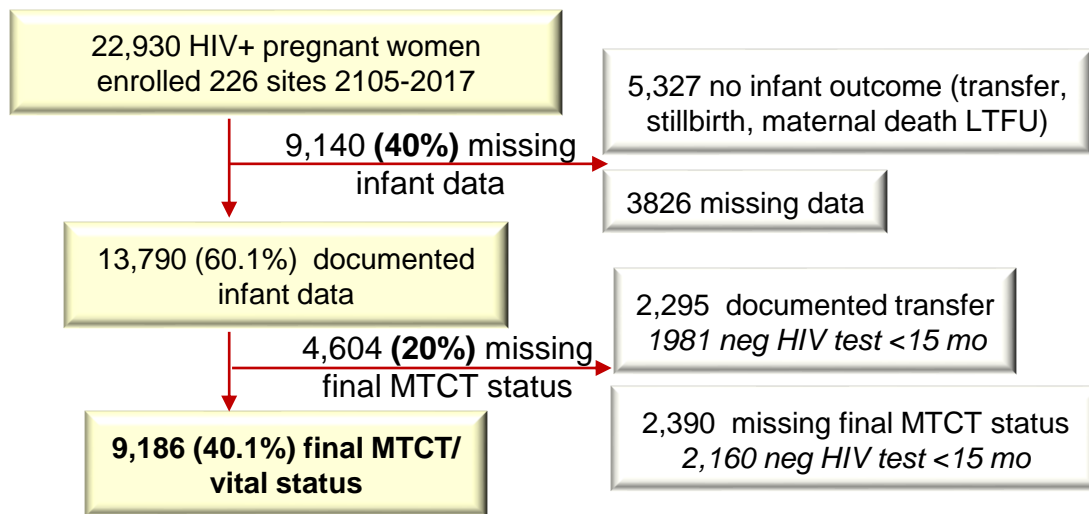 22,930 HIV+ pregnant women
enrolled 226 sites 2105-2017
5,327 no infant outcome (transfer,
stillbirth, maternal death LTFU)
9,140 (40%) missing
infant data
3826 missing data
13,790 (60.1%) documented
infant data
2,295 documented transfer
1981 neg HIV test <15 mo
4,604 (20%) missing
final MTCT status
2,390 missing final MTCT status
2,160 neg HIV test <15 mo
9,186 (40.1%) final MTCT/
vital status